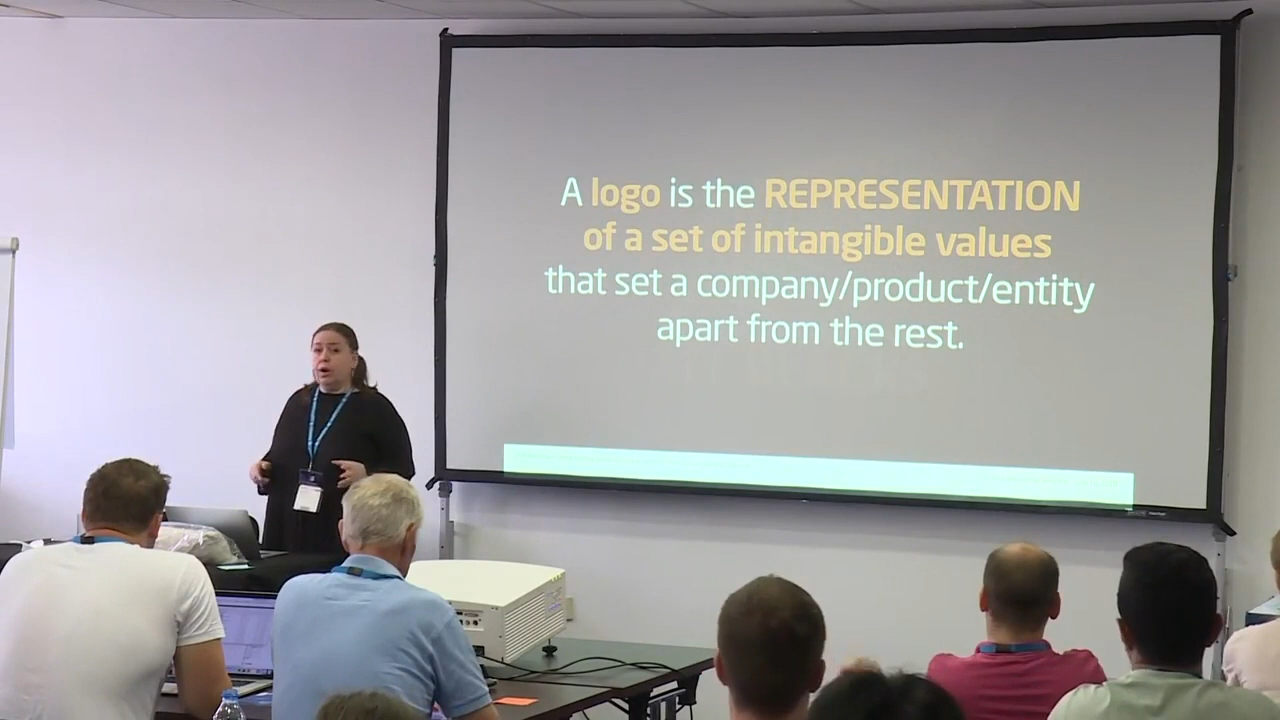 A logo is the REPRESENTATION
of a set of intangible values
that set a company/product/entity
apart from the rest.